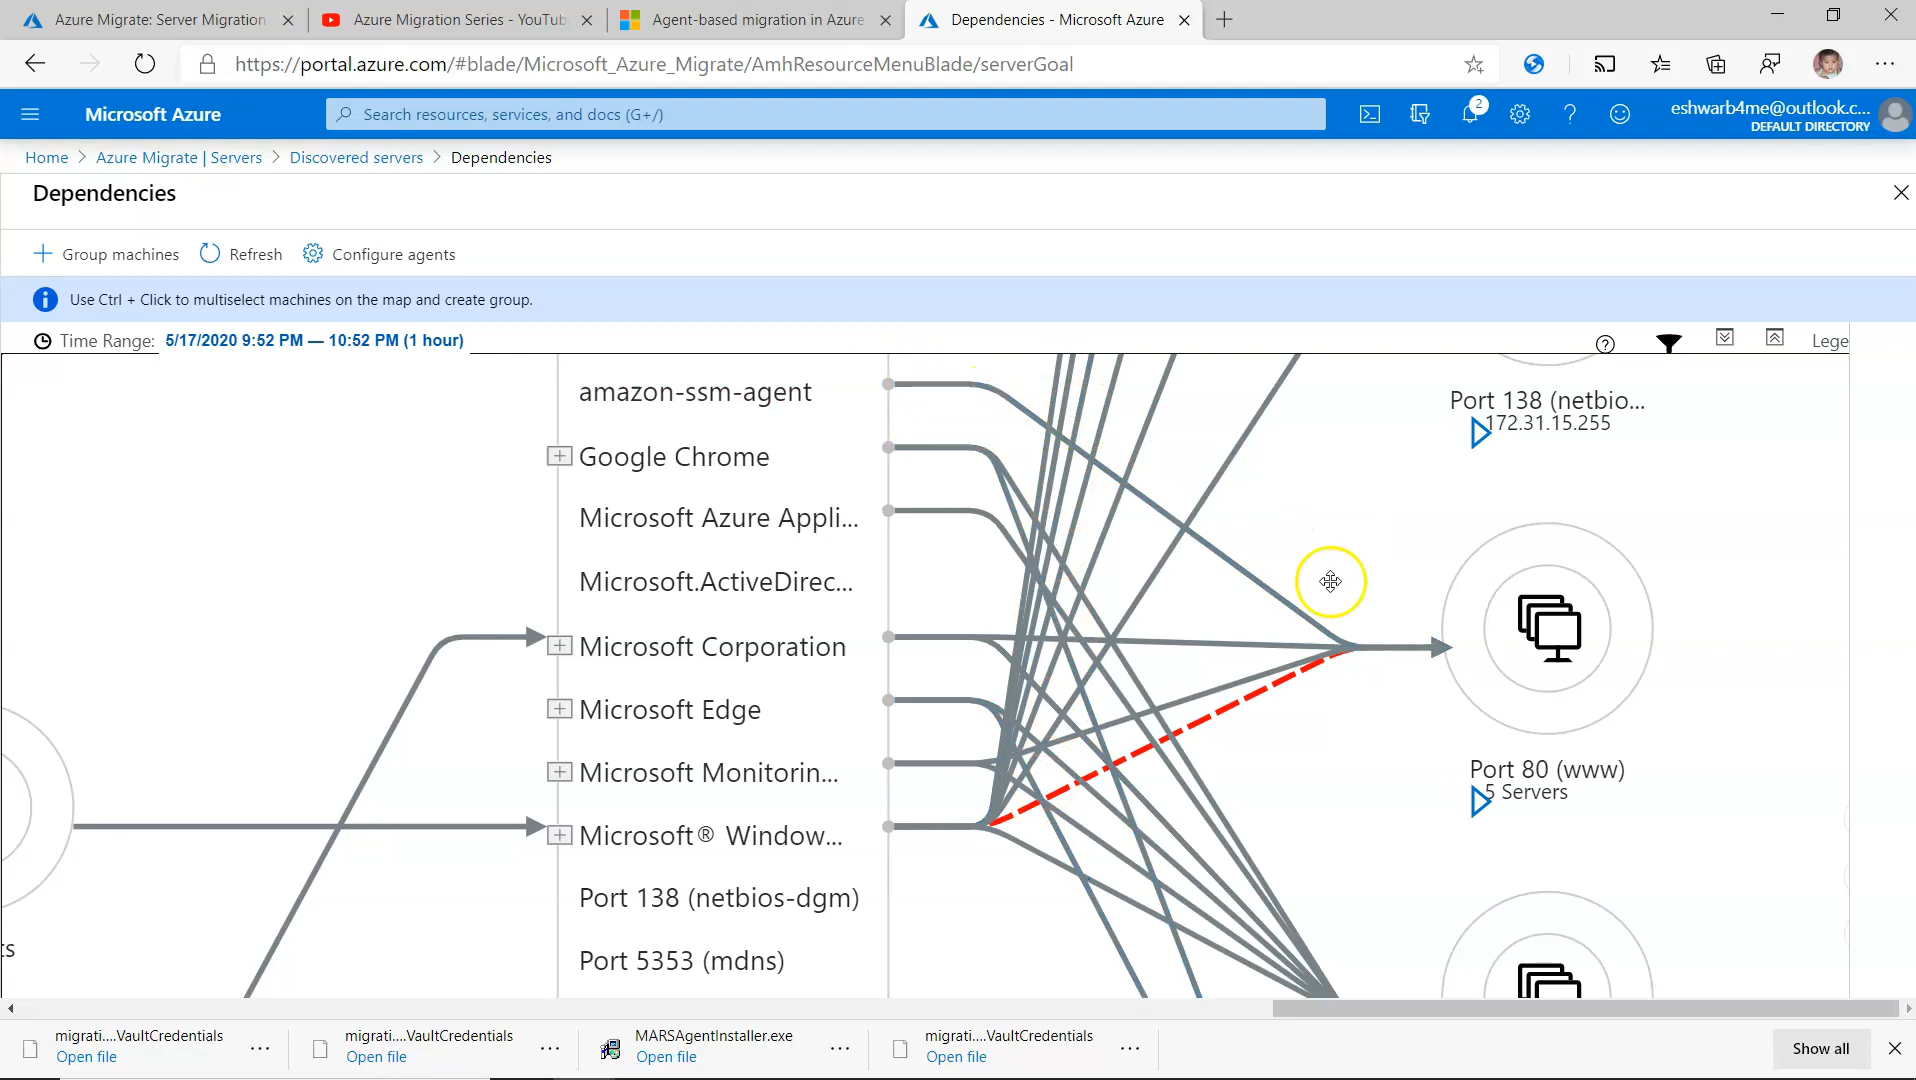 Azure Migrate: Server Migration
Azure Migration Series - YouTub
Agent-based migration in Azure
Dependencies - Microsoft Azure
https://portal.azure.com/#blade/Microsoft_Azure_Migrate/AmhResourceMenuBlade/serverGoal
Microsoft Azure
Search resources, services, and docs (G+/)
2
eshwarb4me@outlook.c...
DEFAULT DIRECTORY
Home > Azure Migrate | Servers > Discovered servers > Dependencies
Dependencies
Group machines
Refresh
Configure agents
Use Ctrl + Click to multiselect machines on the map and create group.
Time Range: 5/17/2020 9:52 PM — 10:52 PM (1 hour)
Lege
amazon-ssm-agent
Google Chrome
Microsoft Azure Appli...
Microsoft.ActiveDirec...
Microsoft Corporation
Microsoft Edge
Microsoft Monitorin...
Microsoft® Window...
Port 138 (netbios-dgm)
Port 5353 (mdns)
ts
Port 138 (netbio...
172.31.15.255
Port 80 (www)
5 Servers
migrati....VaultCredentials
Open file
migrati....VaultCredentials
Open file
MARSAgentInstaller.exe
Open file
migrati....VaultCredentials
Open file
Show all